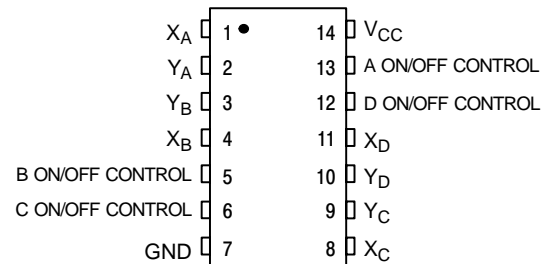 X_A 1 14 V_CC
Y_A 2 13 A ON/OFF CONTROL
Y_B 3 12 D ON/OFF CONTROL
X_B 4 11 X_D
B ON/OFF CONTROL 5 10 Y_D
C ON/OFF CONTROL 6 9 Y_C
GND 7 8 X_C